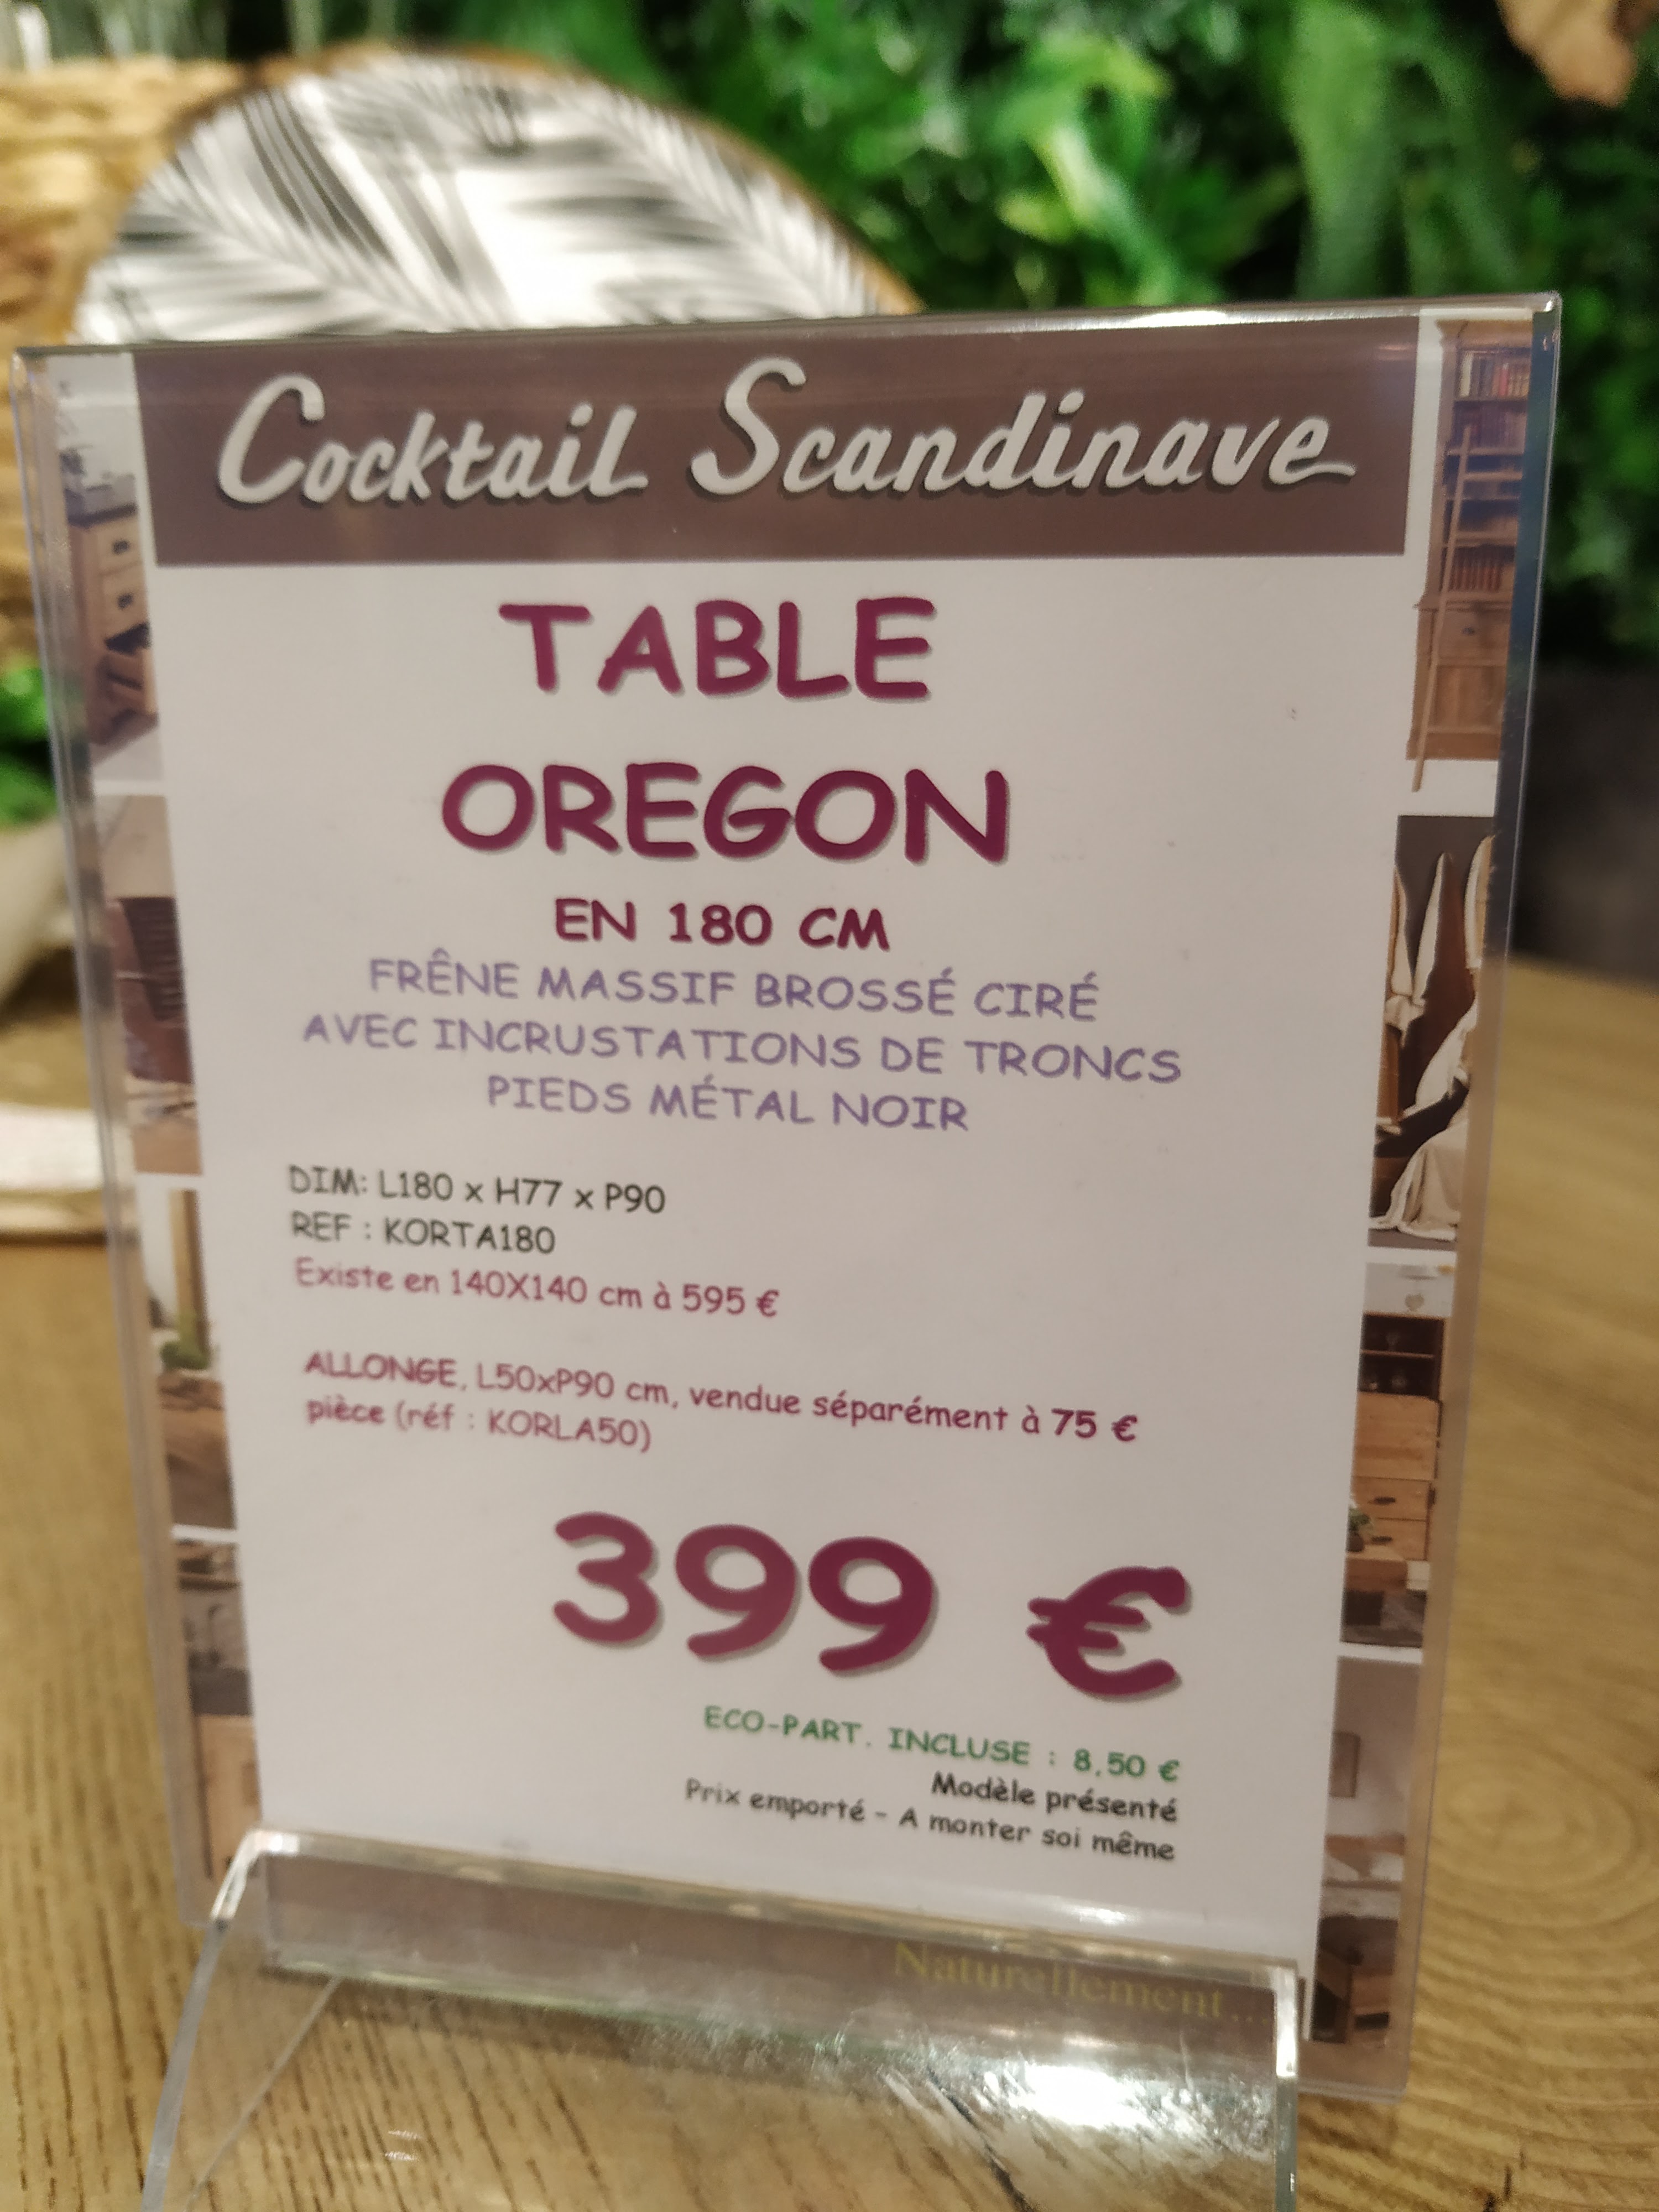 Cocktail Scandinave
TABLE
OREGON
EN 180 CM
FRÊNE MASSIF BROSSÉ CIRÉ
AVEC INCRUSTATIONS DE TRONCS
PIEDS MÉTAL NOIR
DIM: L180 x H77 x P90
REF : KORTA180
Existe en 140X140 cm à 595 €
ALLONGE, L50xP90 cm, vendue séparément à 75 €
pièce (réf : KORLA50)
399 €
ECO-PART. INCLUSE : 8,50 €
Modèle présenté
Prix emporté - A monter soi même
Naturellement...